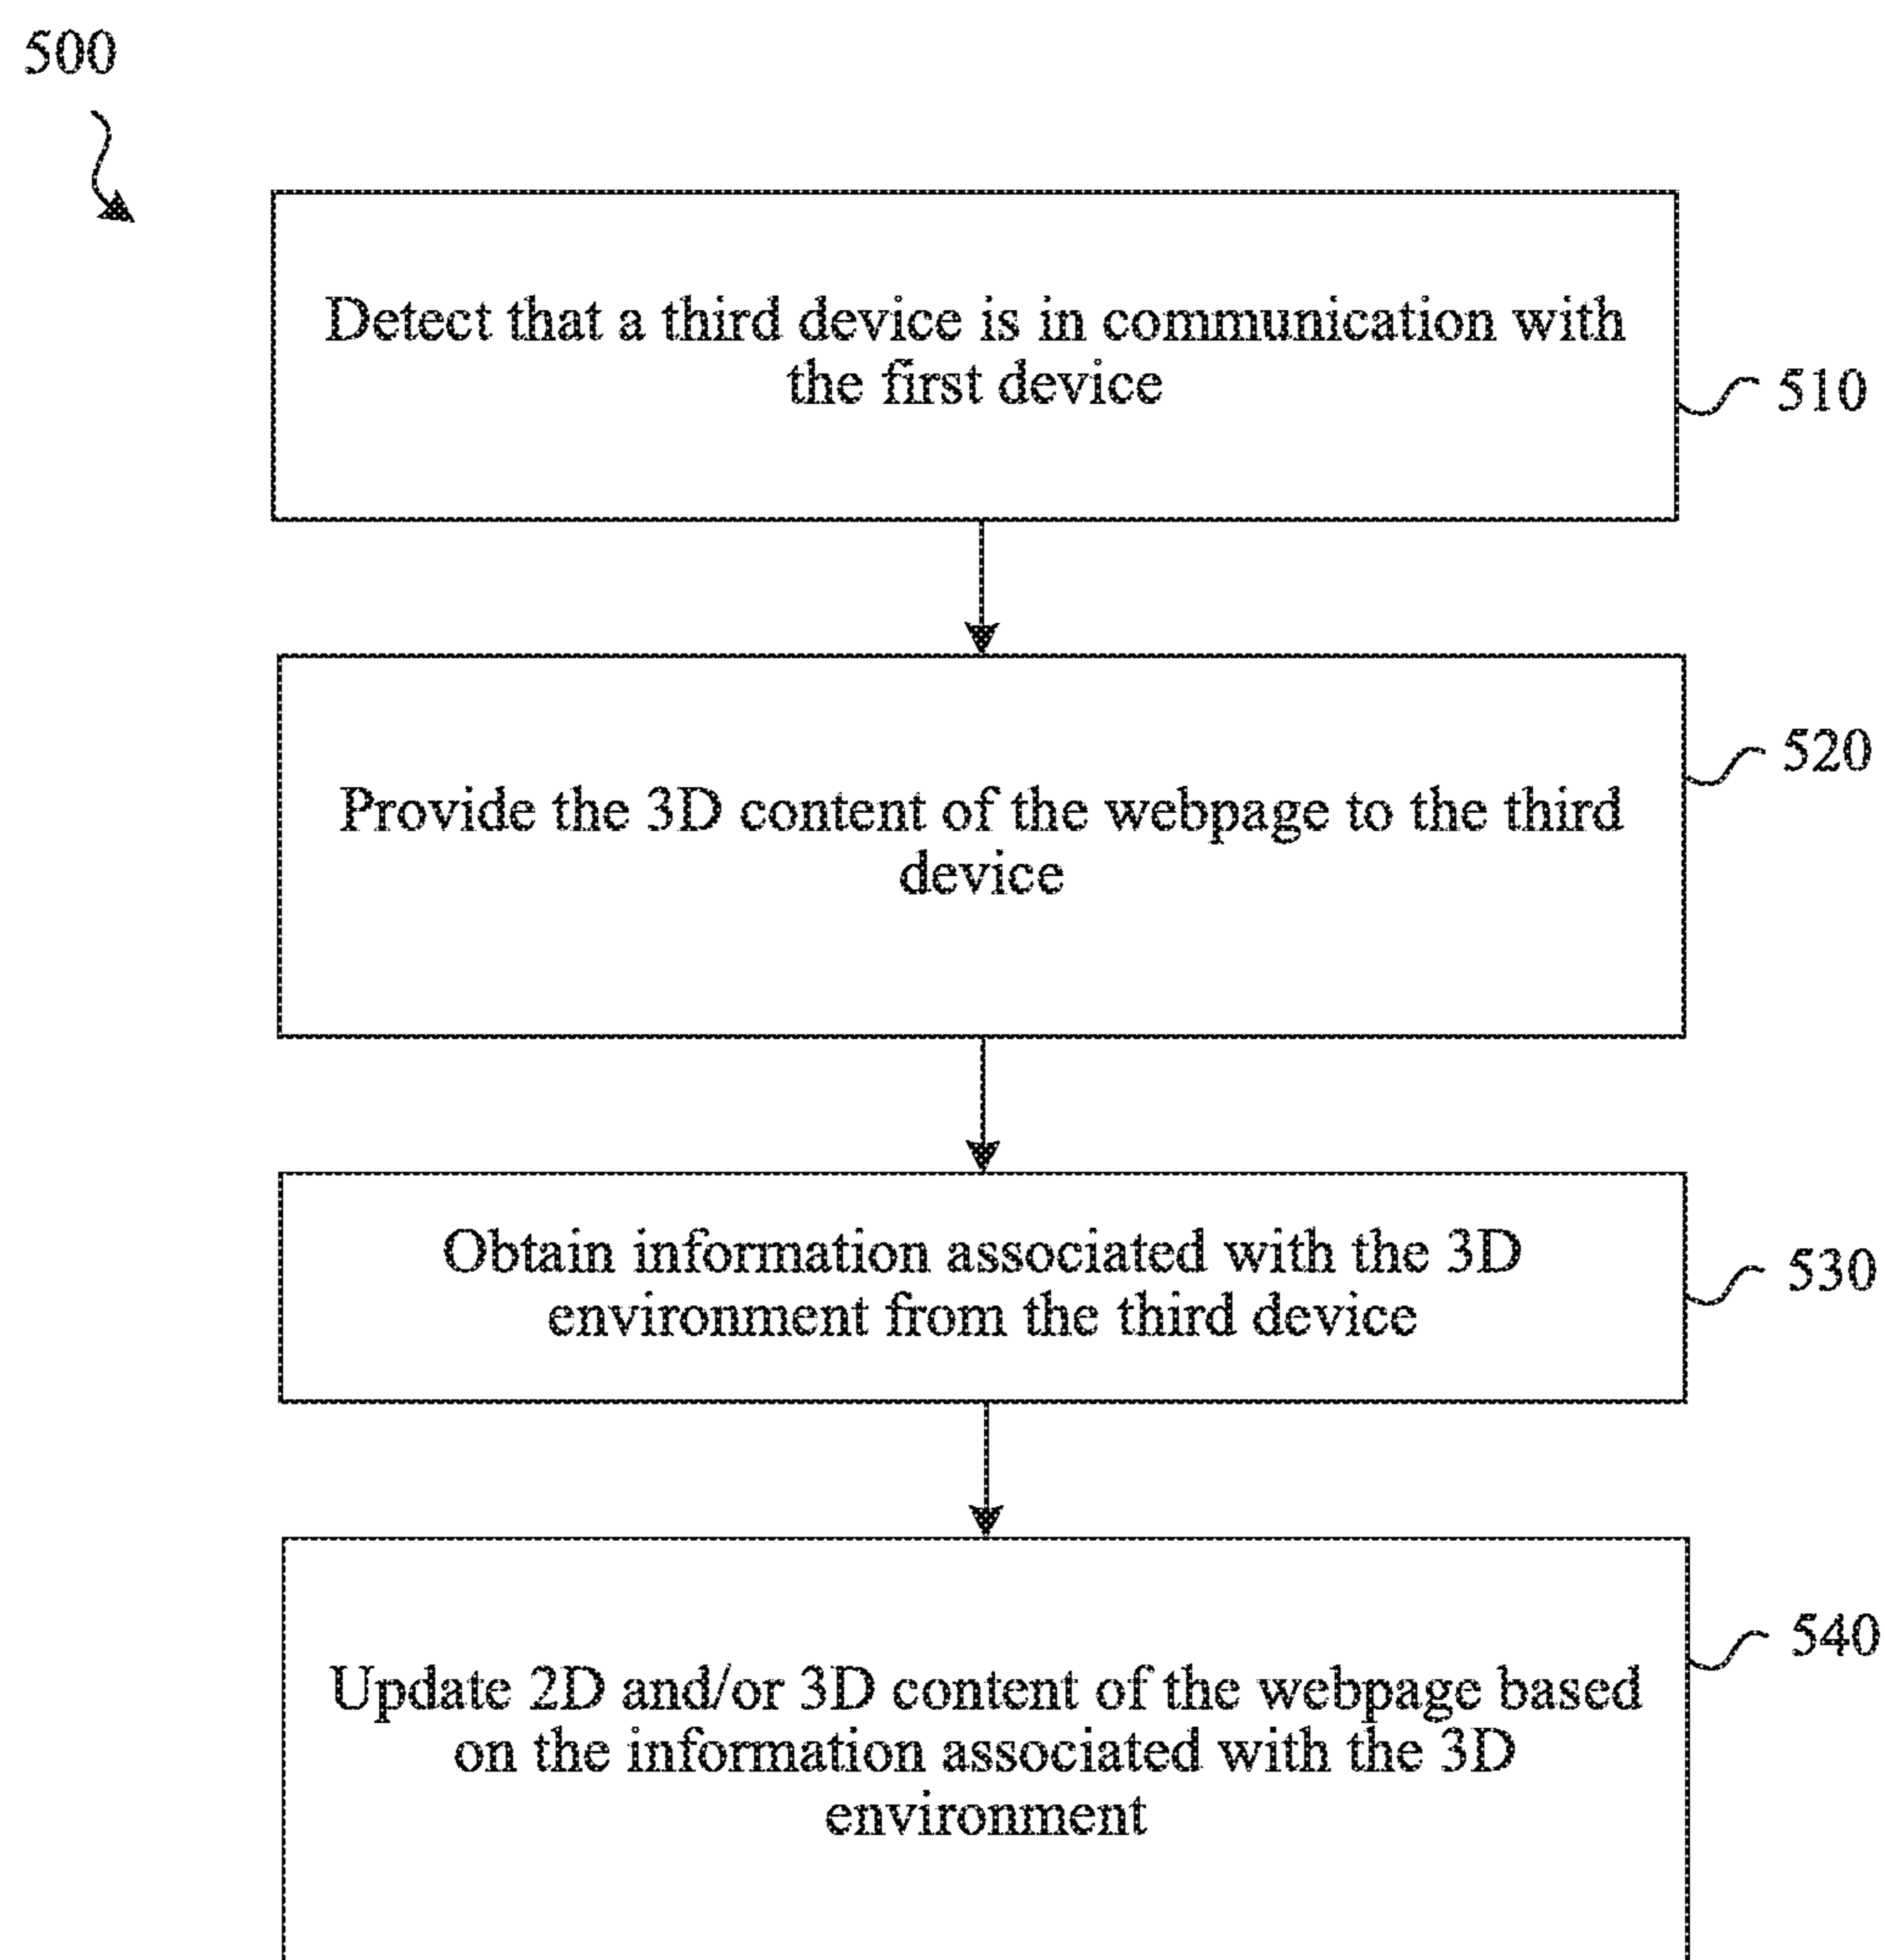 500
Detect that a third device is in communication with
the first device
510
Provide the 3D content of the webpage to the third
device
520
Obtain information associated with the 3D
environment from the third device
530
Update 2D and/or 3D content of the webpage based
on the information associated with the 3D
environment
540